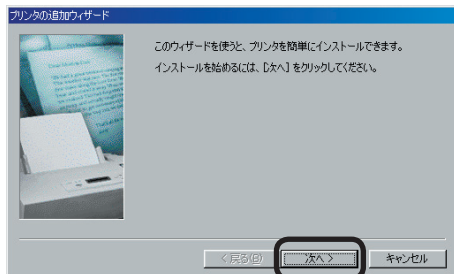 プリンタの追加ウィザード
このウィザードを使うと、プリンタを簡単にインストールできます。
インストールを始めるには、[次へ] をクリックしてください。
< 戻る(B)
次へ >
キャンセル